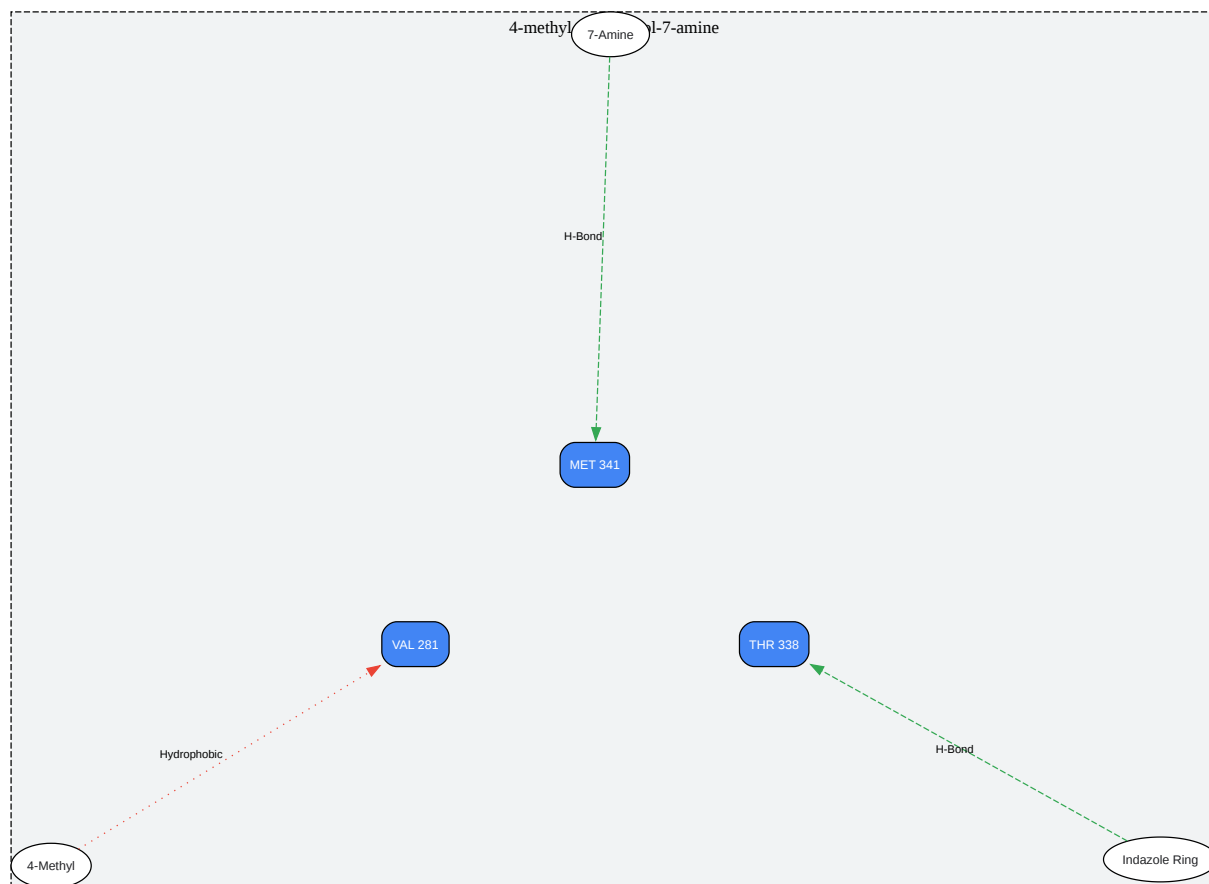 4-methyl
l-7-amine
7-Amine
H-Bond
MET 341
VAL 281
THR 338
Hydrophobic
H-Bond
4-Methyl
Indazole Ring